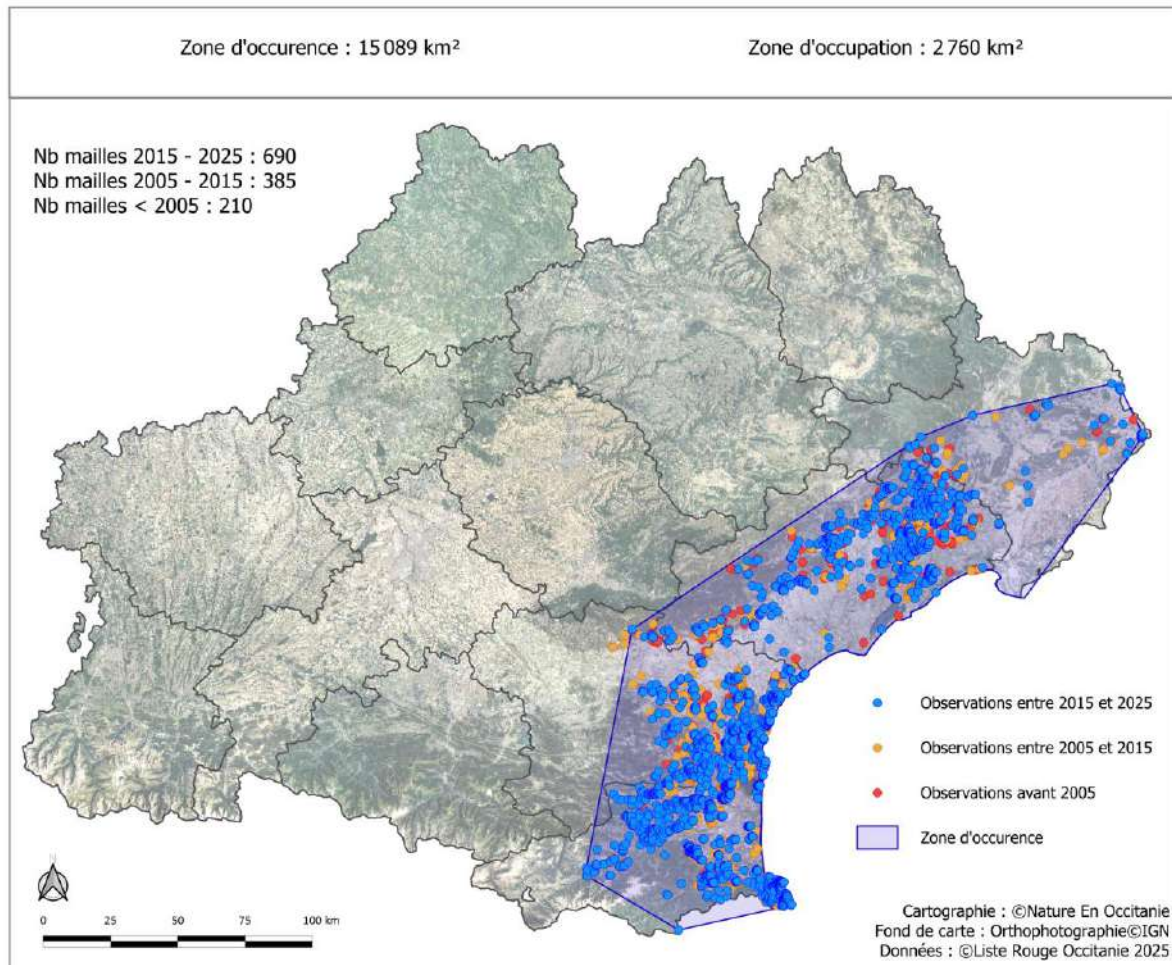 Zone d'occurence : 15 089 km²
Zone d'occupation : 2 760 km²
Nb mailles 2015 - 2025 : 690
Nb mailles 2005 - 2015 : 385
Nb mailles < 2005 : 210
Observations entre 2015 et 2025
Observations entre 2005 et 2015
Observations avant 2005
Zone d'occurence
N
0 25 50 75 100 km
Cartographie : ©Nature En Occitanie
Fond de carte : Orthophotographie©IGN
Données : ©Liste Rouge Occitanie 2025